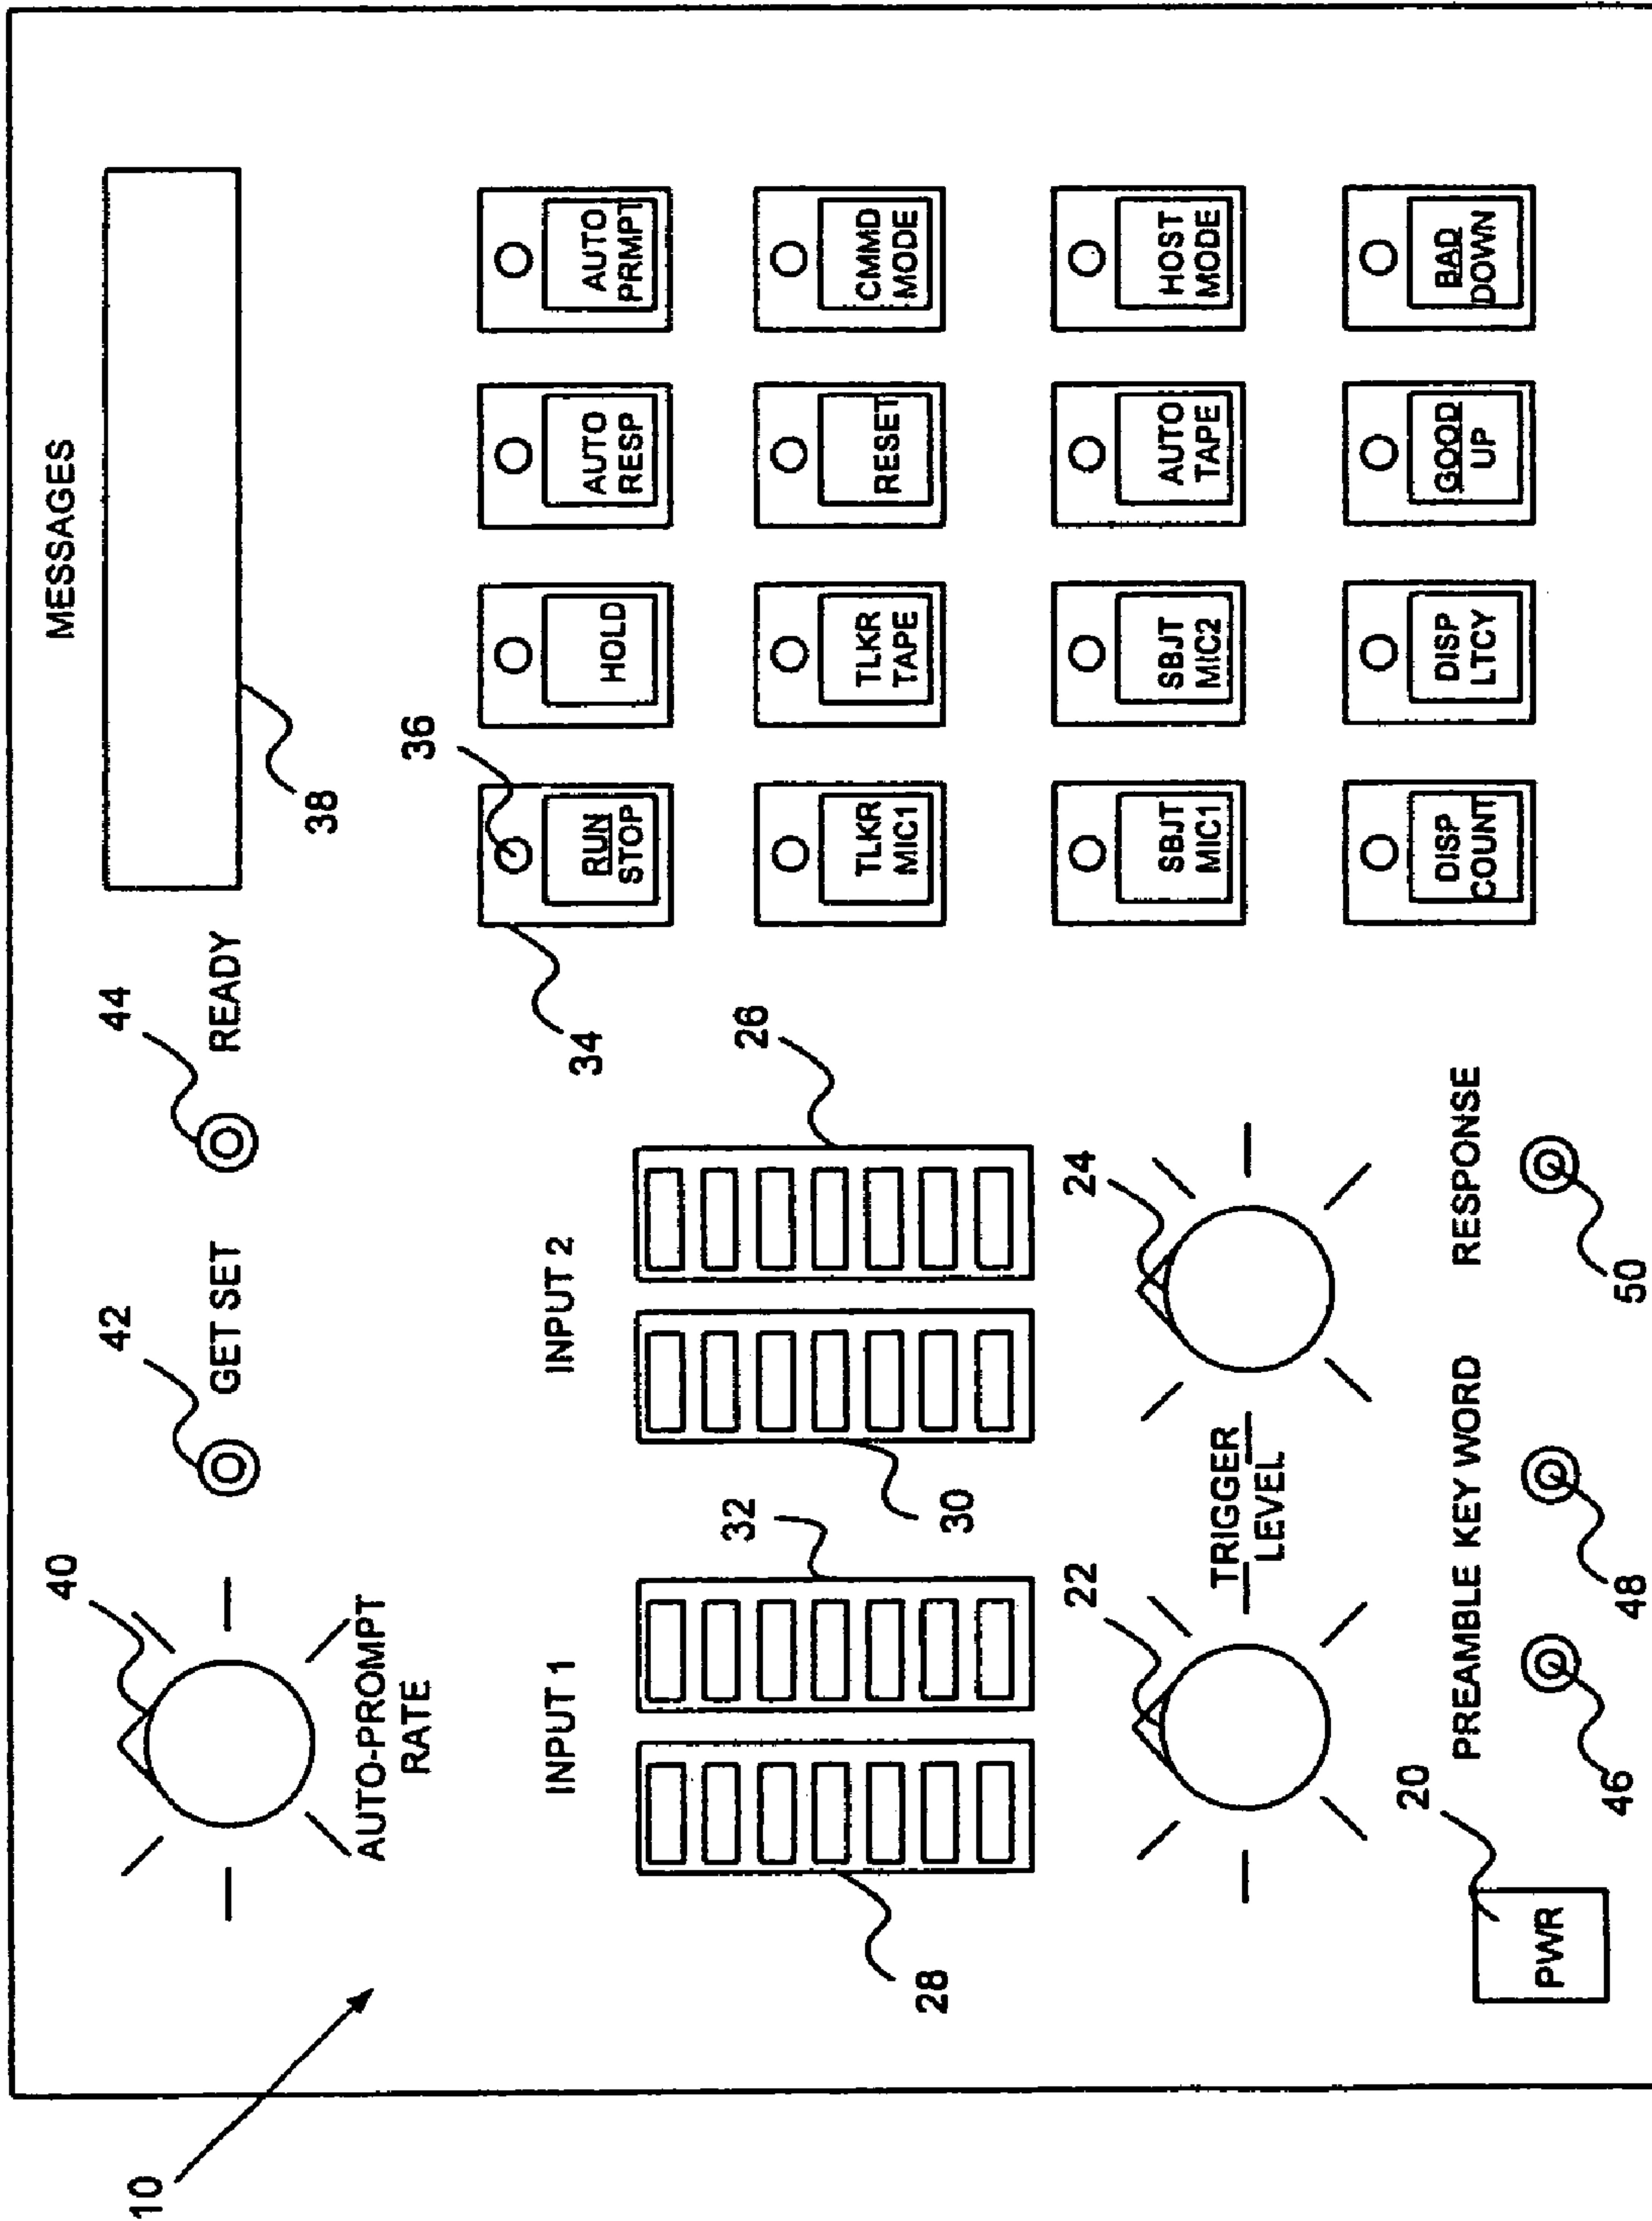 10
40
AUTO-PROMPT
RATE
42
GET SET
44
READY
MESSAGES
38
INPUT 1
INPUT 2
28
32
30
26
34
36
RUN
STOP
HOLD
AUTO
RESP
AUTO
PRMPT
TLKR
MIC1
TLKR
TAPE
RESET
CMMD
MODE
SBJT
MIC1
SBJT
MIC2
AUTO
TAPE
HOST
MODE
DISP
COUNT
DISP
LTCY
GOOD
UP
BAD
DOWN
22
TRIGGER
LEVEL
24
20
PWR
PREAMBLE KEY WORD
RESPONSE
46
48
50